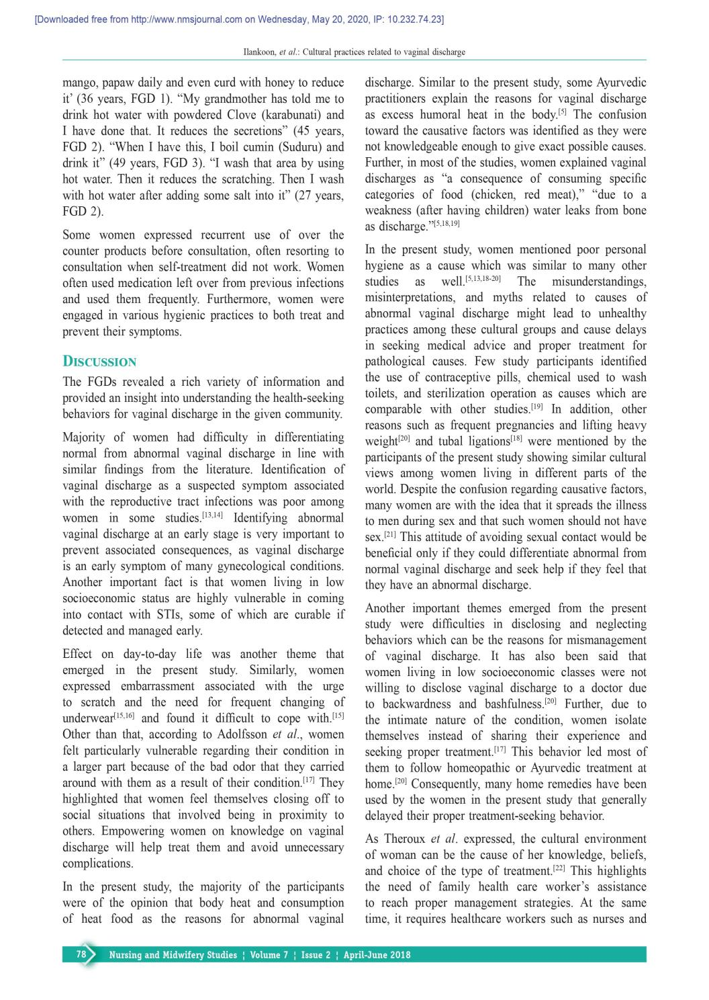 [Downloaded free from http://www.nmsjournal.com on Wednesday, May 20, 2020, IP: 10.232.74.23]
Ilankoon, et al.: Cultural practices related to vaginal discharge
mango, papaw daily and even curd with honey to reduce
it’ (36 years, FGD 1). “My grandmother has told me to
drink hot water with powdered Clove (karabunati) and
I have done that. It reduces the secretions” (45 years,
FGD 2). “When I have this, I boil cumin (Suduru) and
drink it” (49 years, FGD 3). “I wash that area by using
hot water. Then it reduces the scratching. Then I wash
with hot water after adding some salt into it” (27 years,
FGD 2).
Some women expressed recurrent use of over the
counter products before consultation, often resorting to
consultation when self-treatment did not work. Women
often used medication left over from previous infections
and used them frequently. Furthermore, women were
engaged in various hygienic practices to both treat and
prevent their symptoms.
DISCUSSION
The FGDs revealed a rich variety of information and
provided an insight into understanding the health-seeking
behaviors for vaginal discharge in the given community.
Majority of women had difficulty in differentiating
normal from abnormal vaginal discharge in line with
similar findings from the literature. Identification of
vaginal discharge as a suspected symptom associated
with the reproductive tract infections was poor among
women in some studies.[13,14] Identifying abnormal
vaginal discharge at an early stage is very important to
prevent associated consequences, as vaginal discharge
is an early symptom of many gynecological conditions.
Another important fact is that women living in low
socioeconomic status are highly vulnerable in coming
into contact with STIs, some of which are curable if
detected and managed early.
Effect on day-to-day life was another theme that
emerged in the present study. Similarly, women
expressed embarrassment associated with the urge
to scratch and the need for frequent changing of
underwear[15,16] and found it difficult to cope with.[15]
Other than that, according to Adolfsson et al., women
felt particularly vulnerable regarding their condition in
a larger part because of the bad odor that they carried
around with them as a result of their condition.[17] They
highlighted that women feel themselves closing off to
social situations that involved being in proximity to
others. Empowering women on knowledge on vaginal
discharge will help treat them and avoid unnecessary
complications.
In the present study, the majority of the participants
were of the opinion that body heat and consumption
of heat food as the reasons for abnormal vaginal
discharge. Similar to the present study, some Ayurvedic
practitioners explain the reasons for vaginal discharge
as excess humoral heat in the body.[5] The confusion
toward the causative factors was identified as they were
not knowledgeable enough to give exact possible causes.
Further, in most of the studies, women explained vaginal
discharges as “a consequence of consuming specific
categories of food (chicken, red meat),” “due to a
weakness (after having children) water leaks from bone
as discharge.”[5,18,19]
In the present study, women mentioned poor personal
hygiene as a cause which was similar to many other
studies as well.[5,13,18-20] The misunderstandings,
misinterpretations, and myths related to causes of
abnormal vaginal discharge might lead to unhealthy
practices among these cultural groups and cause delays
in seeking medical advice and proper treatment for
pathological causes. Few study participants identified
the use of contraceptive pills, chemical used to wash
toilets, and sterilization operation as causes which are
comparable with other studies.[19] In addition, other
reasons such as frequent pregnancies and lifting heavy
weight[20] and tubal ligations[18] were mentioned by the
participants of the present study showing similar cultural
views among women living in different parts of the
world. Despite the confusion regarding causative factors,
many women are with the idea that it spreads the illness
to men during sex and that such women should not have
sex.[21] This attitude of avoiding sexual contact would be
beneficial only if they could differentiate abnormal from
normal vaginal discharge and seek help if they feel that
they have an abnormal discharge.
Another important themes emerged from the present
study were difficulties in disclosing and neglecting
behaviors which can be the reasons for mismanagement
of vaginal discharge. It has also been said that
women living in low socioeconomic classes were not
willing to disclose vaginal discharge to a doctor due
to backwardness and bashfulness.[20] Further, due to
the intimate nature of the condition, women isolate
themselves instead of sharing their experience and
seeking proper treatment.[17] This behavior led most of
them to follow homeopathic or Ayurvedic treatment at
home.[20] Consequently, many home remedies have been
used by the women in the present study that generally
delayed their proper treatment-seeking behavior.
As Theroux et al. expressed, the cultural environment
of woman can be the cause of her knowledge, beliefs,
and choice of the type of treatment.[22] This highlights
the need of family health care worker’s assistance
to reach proper management strategies. At the same
time, it requires healthcare workers such as nurses and
78 Nursing and Midwifery Studies ¦ Volume 7 ¦ Issue 2 ¦ April-June 2018